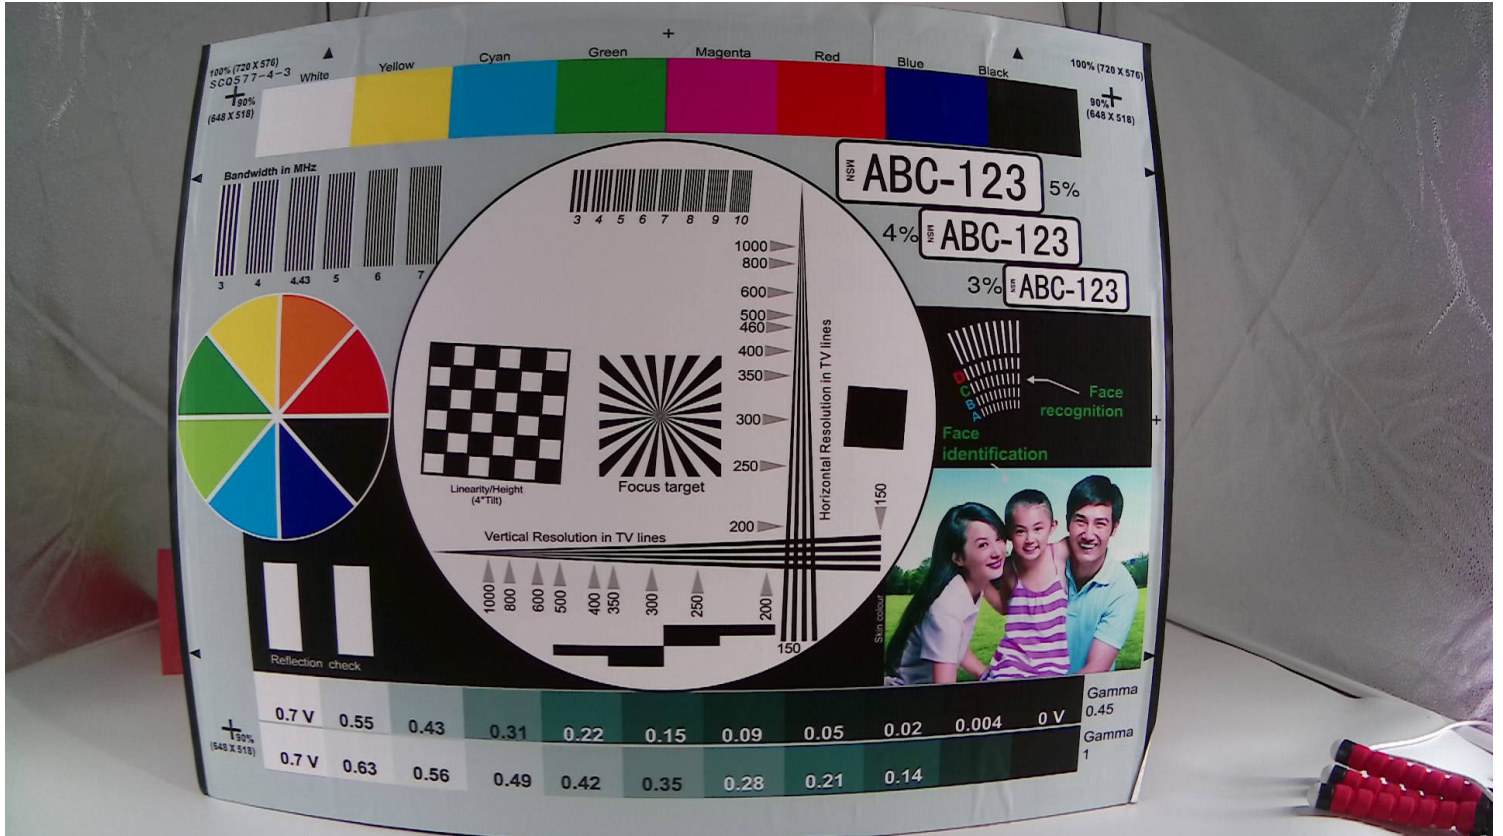 100% (720 X 576)
SCQ577-4-3
White
Yellow
Cyan
Green
Magenta
Red
Blue
Black
100% (720 X 576)
90%
(648 X 518)
90%
(648 X 518)
Bandwidth in MHz
3 4 4.43 5 6 7
3 4 5 6 7 8 9 10
MSN ABC-123 5%
4% MSN ABC-123
3% MSN ABC-123
1000
800
600
500
460
400
350
300
250
200
Horizontal Resolution in TV lines
150
D
C
B
A
Face
recognition
Face
identification
Linearity/Height
(4"Tilt)
Focus target
Vertical Resolution in TV lines
1000 800 600 500 400 350 300 250 200
150
Skin colour
Reflection check
0.7 V 0.55 0.43 0.31 0.22 0.15 0.09 0.05 0.02 0.004 0 V
Gamma
0.45
90%
(648 X 518)
0.7 V 0.63 0.56 0.49 0.42 0.35 0.28 0.21 0.14
Gamma
1